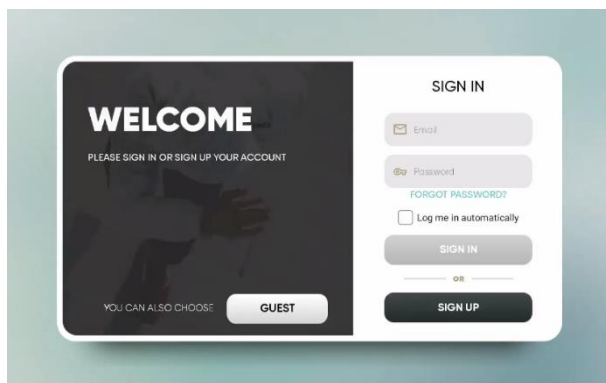 WELCOME
PLEASE SIGN IN OR SIGN UP YOUR ACCOUNT
YOU CAN ALSO CHOOSE
GUEST
SIGN IN
Email
Password
FORGOT PASSWORD?
Log me in automatically
SIGN IN
OR
SIGN UP